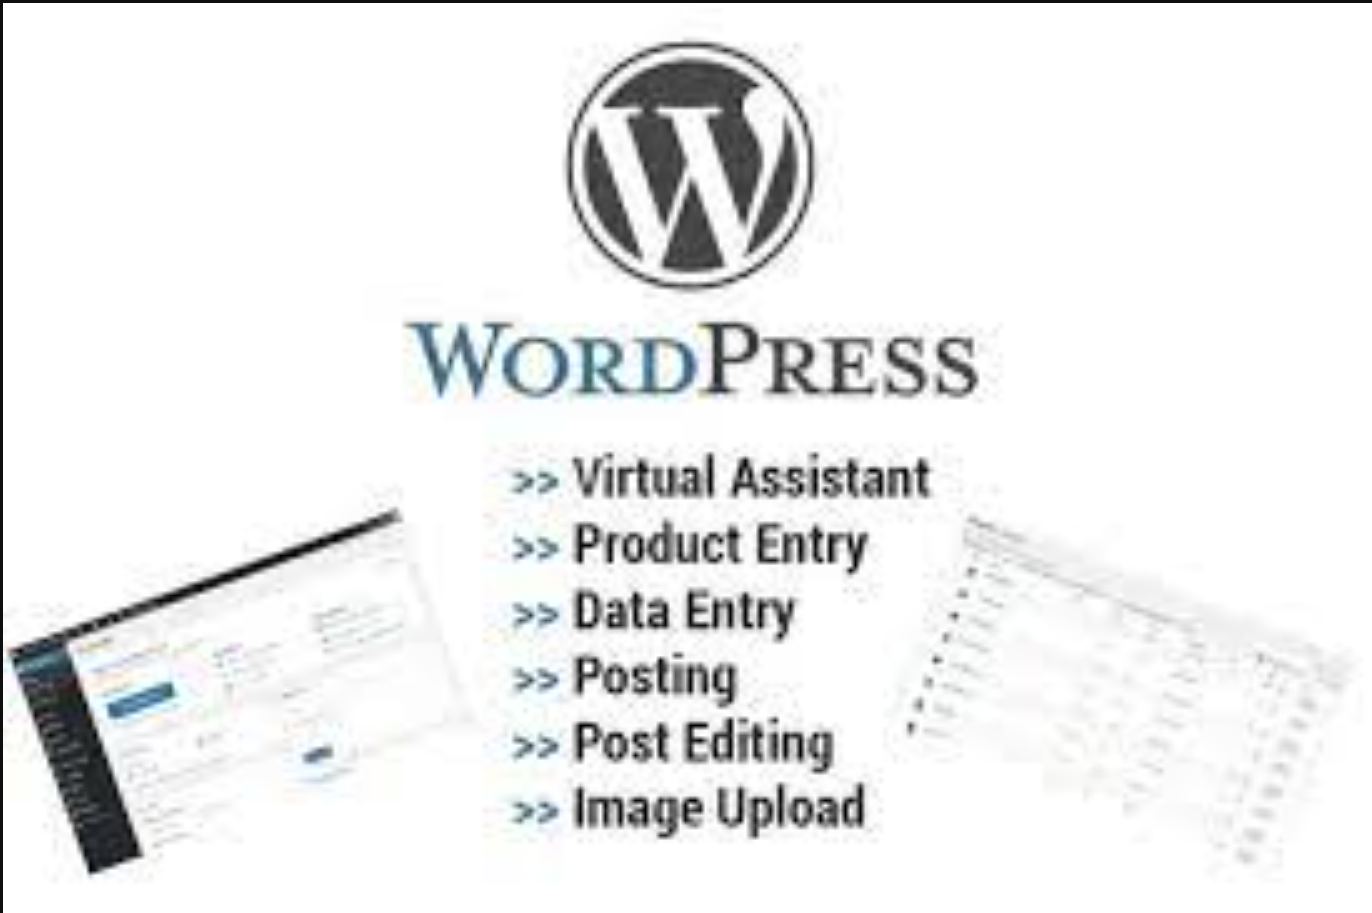 W
WORDPRESS
>> Virtual Assistant
>> Product Entry
>> Data Entry
>> Posting
>> Post Editing
>> Image Upload